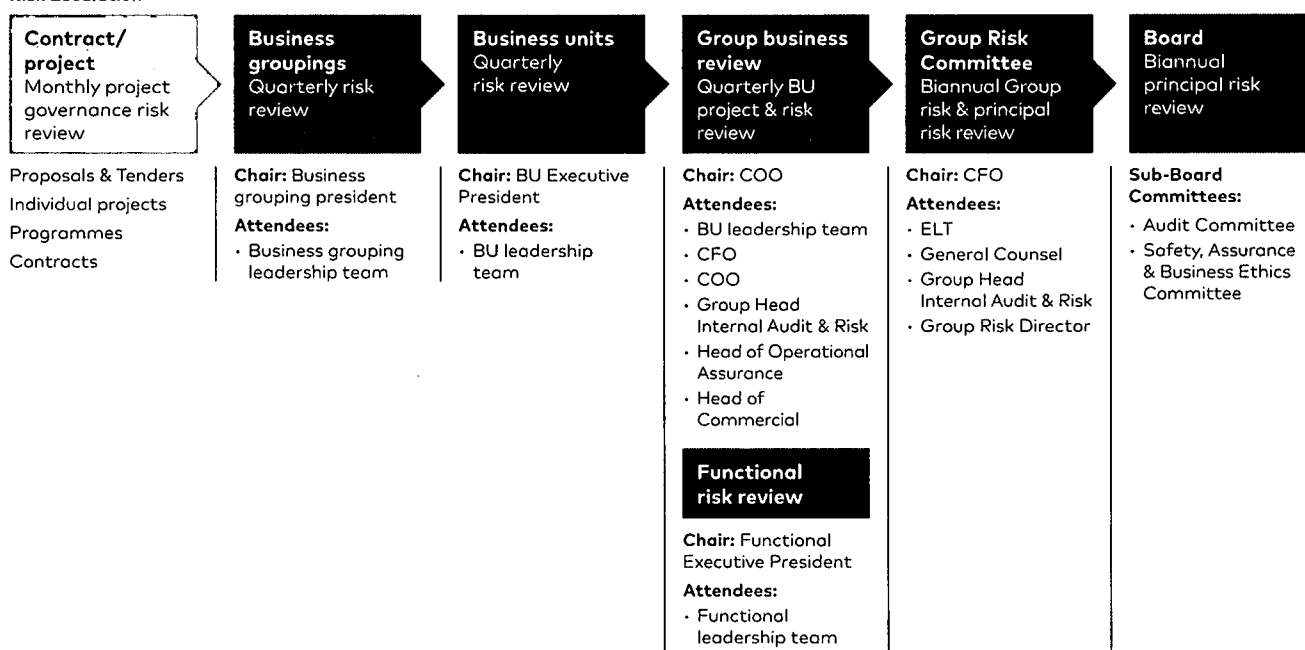 Contract/
project
Monthly project
governance risk
review
Proposals & Tenders
Individual projects
Programmes
Contracts
Business
groupings
Quarterly risk
review
Chair: Business
grouping president
Attendees:
· Business grouping
leadership team
Business units
Quarterly
risk review
Chair: BU Executive
President
Attendees:
· BU leadership
team
Group business
review
Quarterly BU
project & risk
review
Chair: COO
Attendees:
· BU leadership team
· CFO
· COO
· Group Head
Internal Audit & Risk
· Head of Operational
Assurance
· Head of
Commercial
Functional
risk review
Chair: Functional
Executive President
Attendees:
· Functional
leadership team
Group Risk
Committee
Biannual Group
risk & principal
risk review
Chair: CFO
Attendees:
· ELT
· General Counsel
· Group Head
Internal Audit & Risk
· Group Risk Director
Board
Biannual
principal risk
review
Sub-Board
Committees:
· Audit Committee
· Safety, Assurance
& Business Ethics
Committee